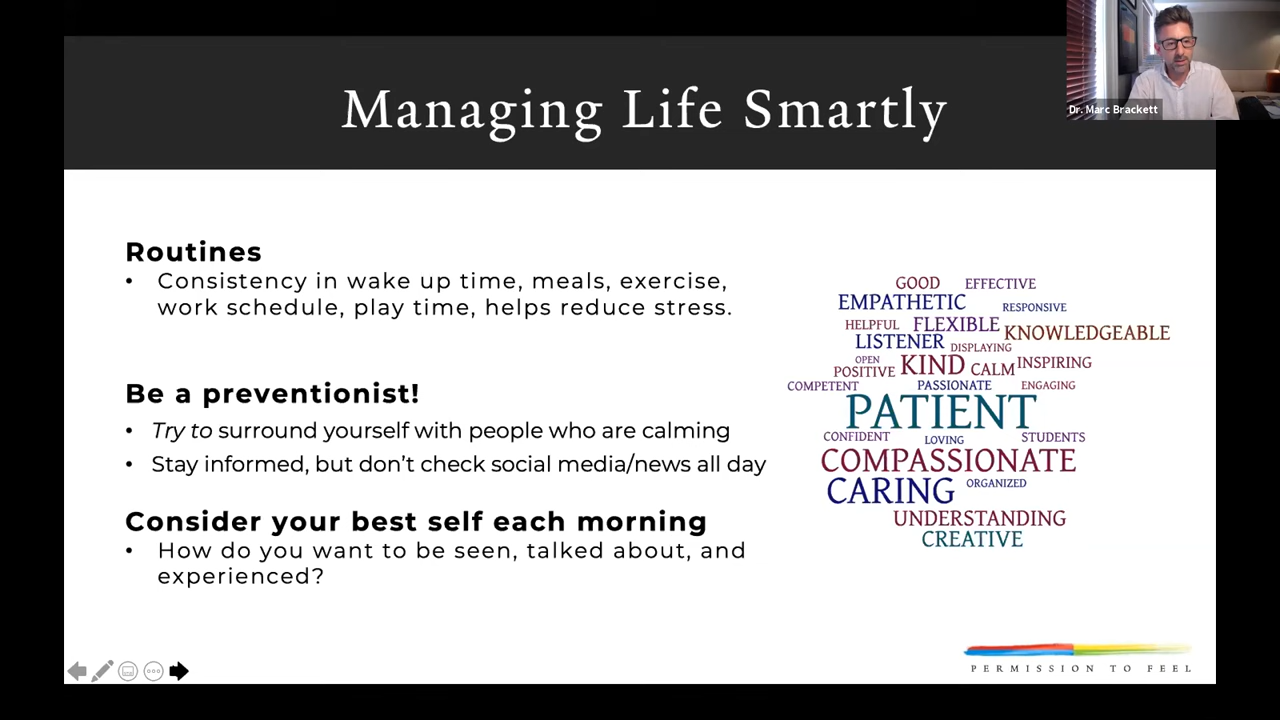 Managing Life Smartly
Dr. Marc Brackett
Routines
• Consistency in wake up time, meals, exercise,
work schedule, play time, helps reduce stress.
Be a preventionist!
• Try to surround yourself with people who are calming
• Stay informed, but don’t check social media/news all day
Consider your best self each morning
• How do you want to be seen, talked about, and
experienced?
GOOD EFFECTIVE
EMPATHETIC RESPONSIVE
HELPFUL FLEXIBLE KNOWLEDGEABLE
LISTENER DISPLAYING
OPEN
POSITIVE KIND CALM INSPIRING
COMPETENT PASSIONATE ENGAGING
PATIENT
CONFIDENT LOVING STUDENTS
COMPASSIONATE
CARING ORGANIZED
UNDERSTANDING
CREATIVE
PERMISSION TO FEEL